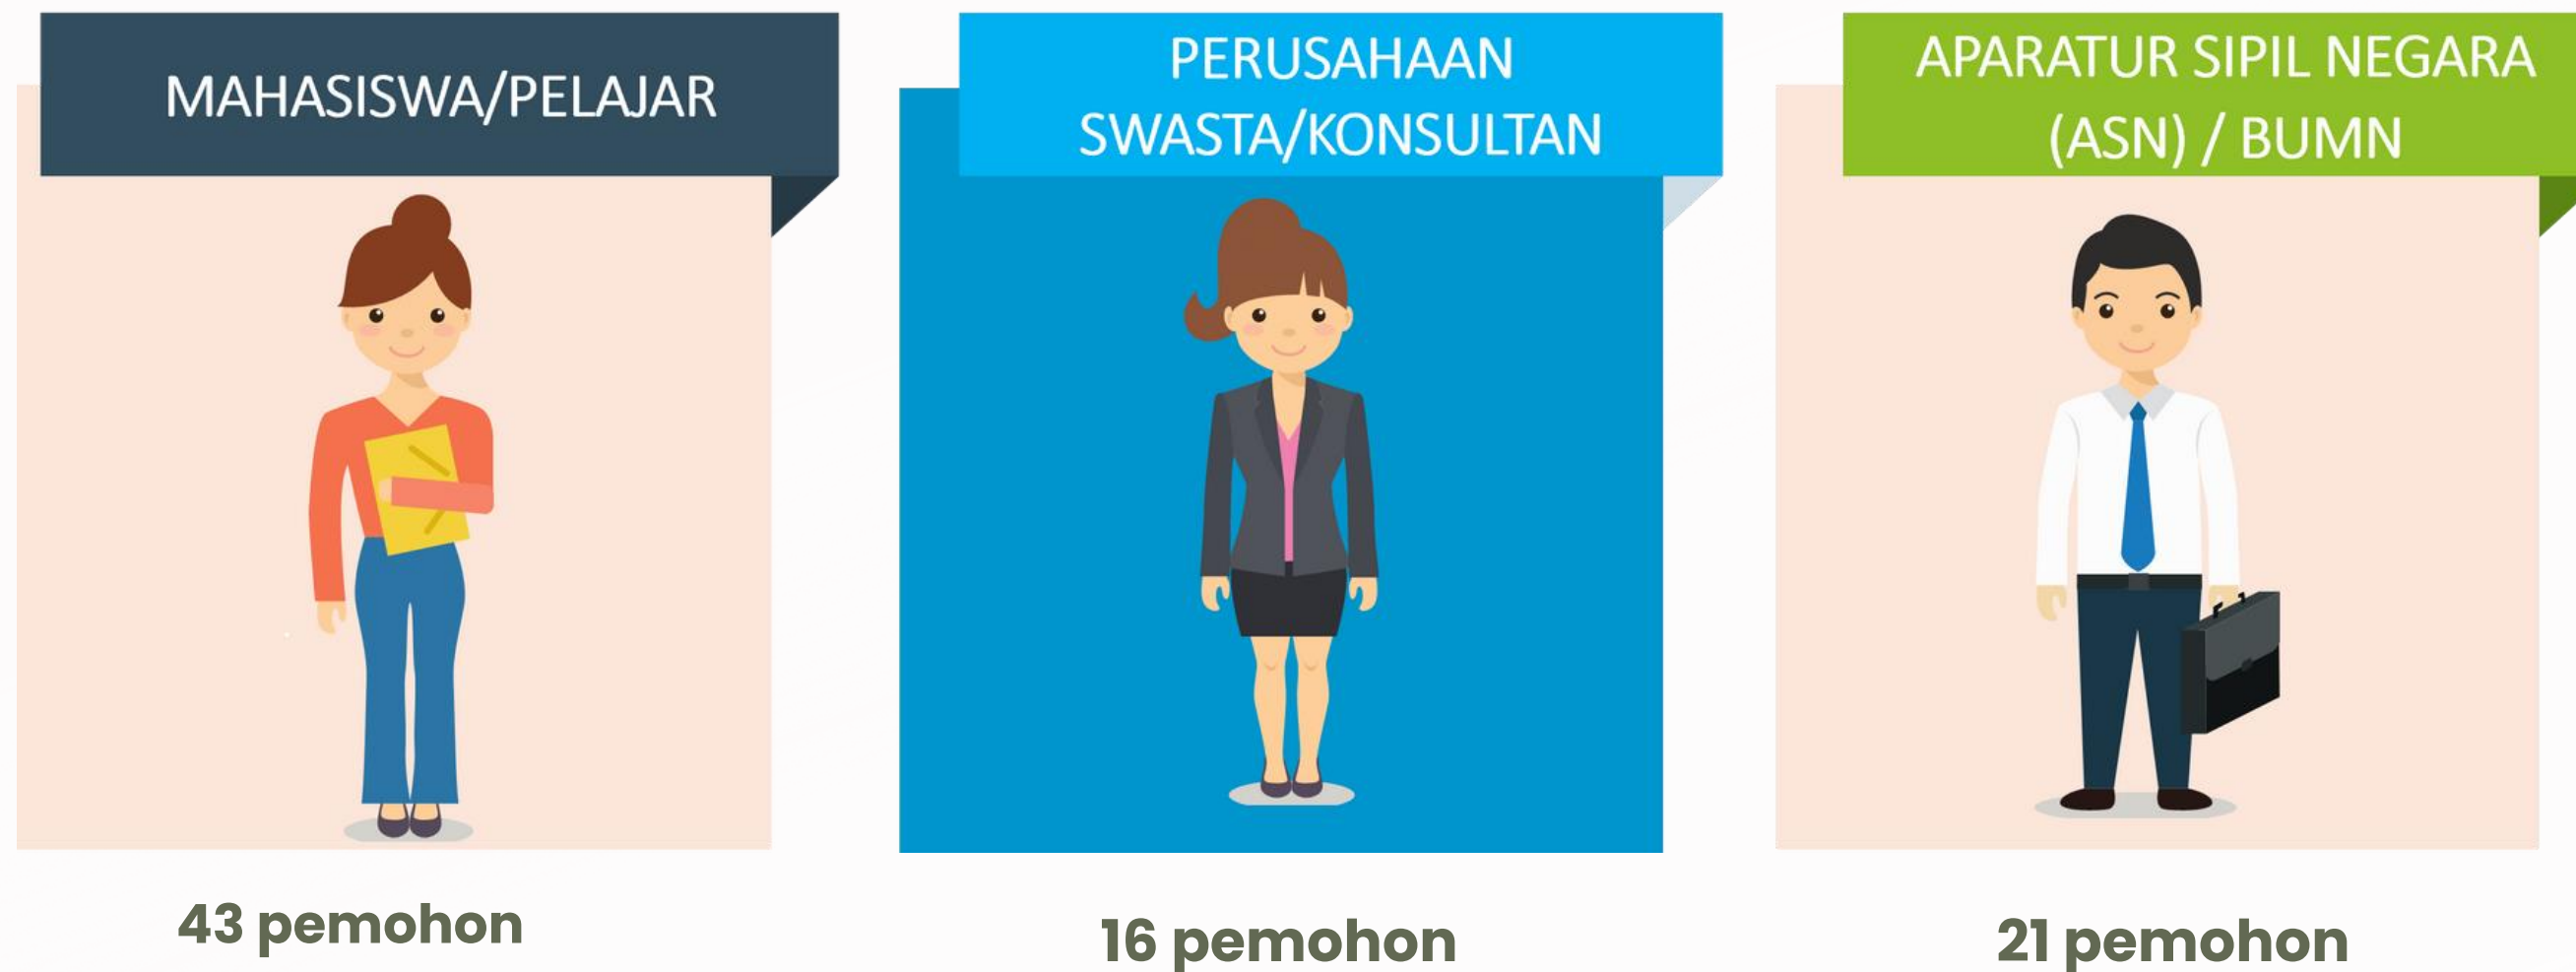 MAHASISWA/PELAJAR
43 pemohon
PERUSAHAAN
SWASTA/KONSULTAN
16 pemohon
APARATUR SIPIL NEGARA
(ASN) / BUMN
21 pemohon